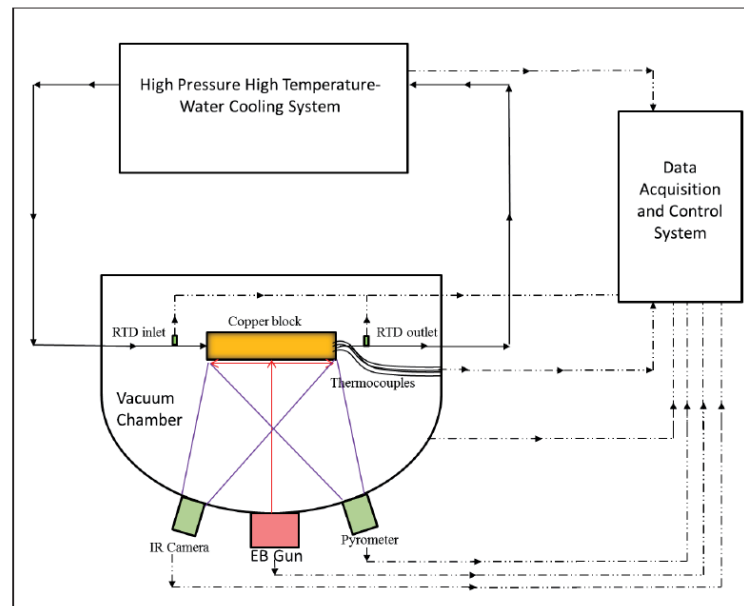 High Pressure High Temperature-
Water Cooling System
Data
Acquisition
and Control
System
RTD inlet
Copper block
RTD outlet
Thermocouples
Vacuum
Chamber
IR Camera
EB Gun
Pyrometer